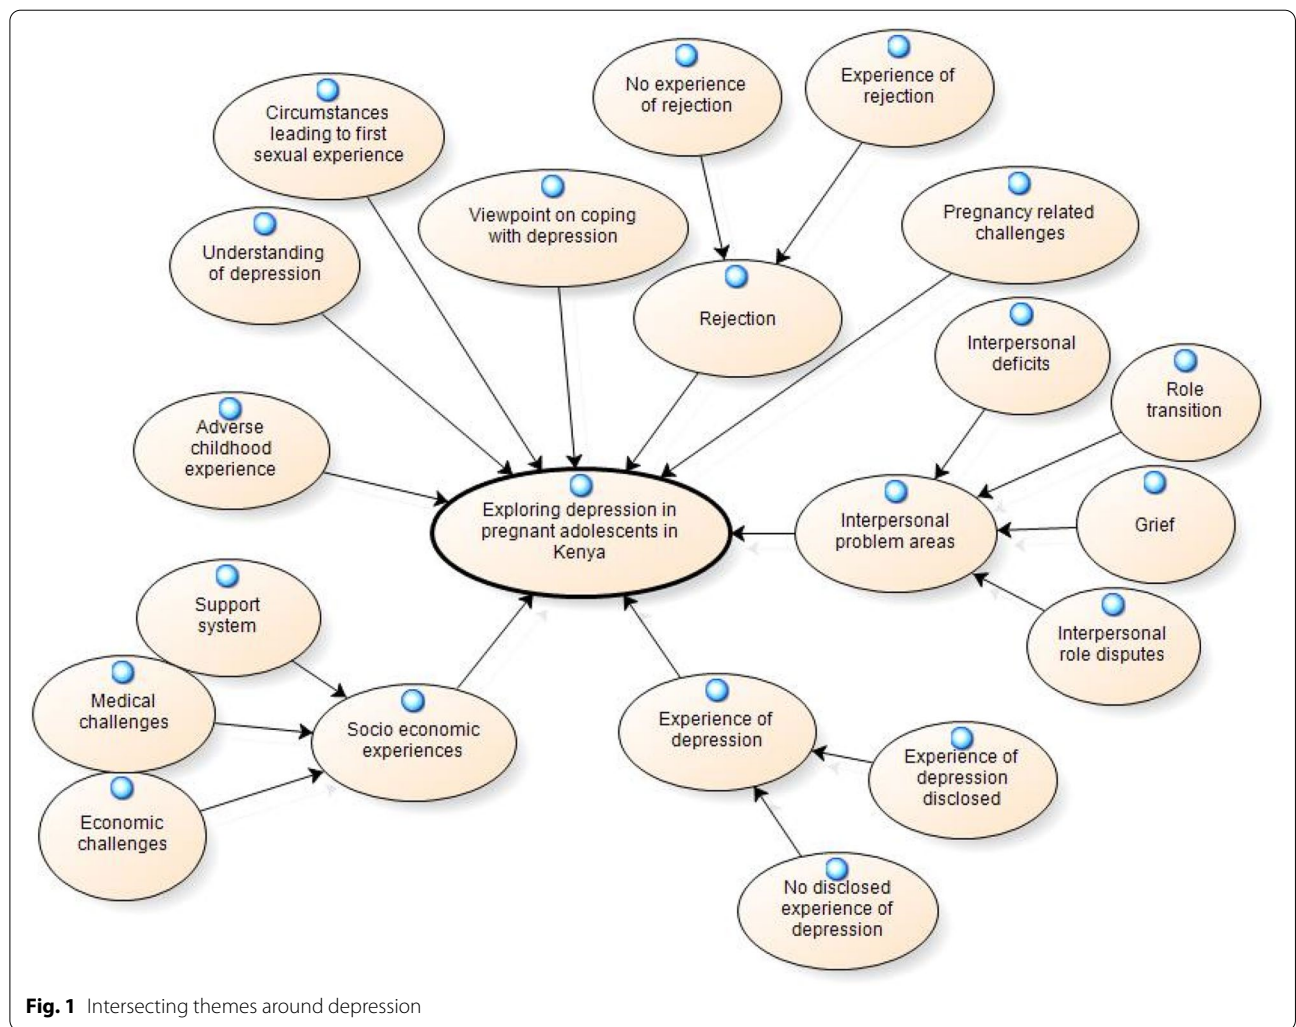 No experience
of rejection
Experience of
rejection
Circumstances
leading to first
sexual experience
Viewpoint on coping
with depression
Pregnancy related
challenges
Understanding
of depression
Rejection
Interpersonal
deficits
Role
transition
Adverse
childhood
experience
Exploring depression in
pregnant adolescents in
Kenya
Interpersonal
problem areas
Grief
Support
system
Interpersonal
role disputes
Medical
challenges
Socio economic
experiences
Experience of
depression
Experience of
depression
disclosed
Economic
challenges
No disclosed
experience of
depression
Fig. 1 Intersecting themes around depression